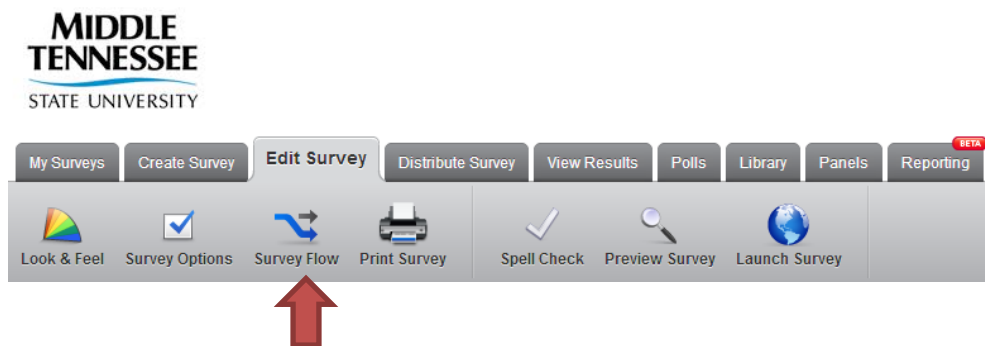 MIDDLE
TENNESSEE
STATE UNIVERSITY
BETA
My Surveys Create Survey Edit Survey Distribute Survey View Results Polls Library Panels Reporting
Look & Feel Survey Options Survey Flow Print Survey Spell Check Preview Survey Launch Survey